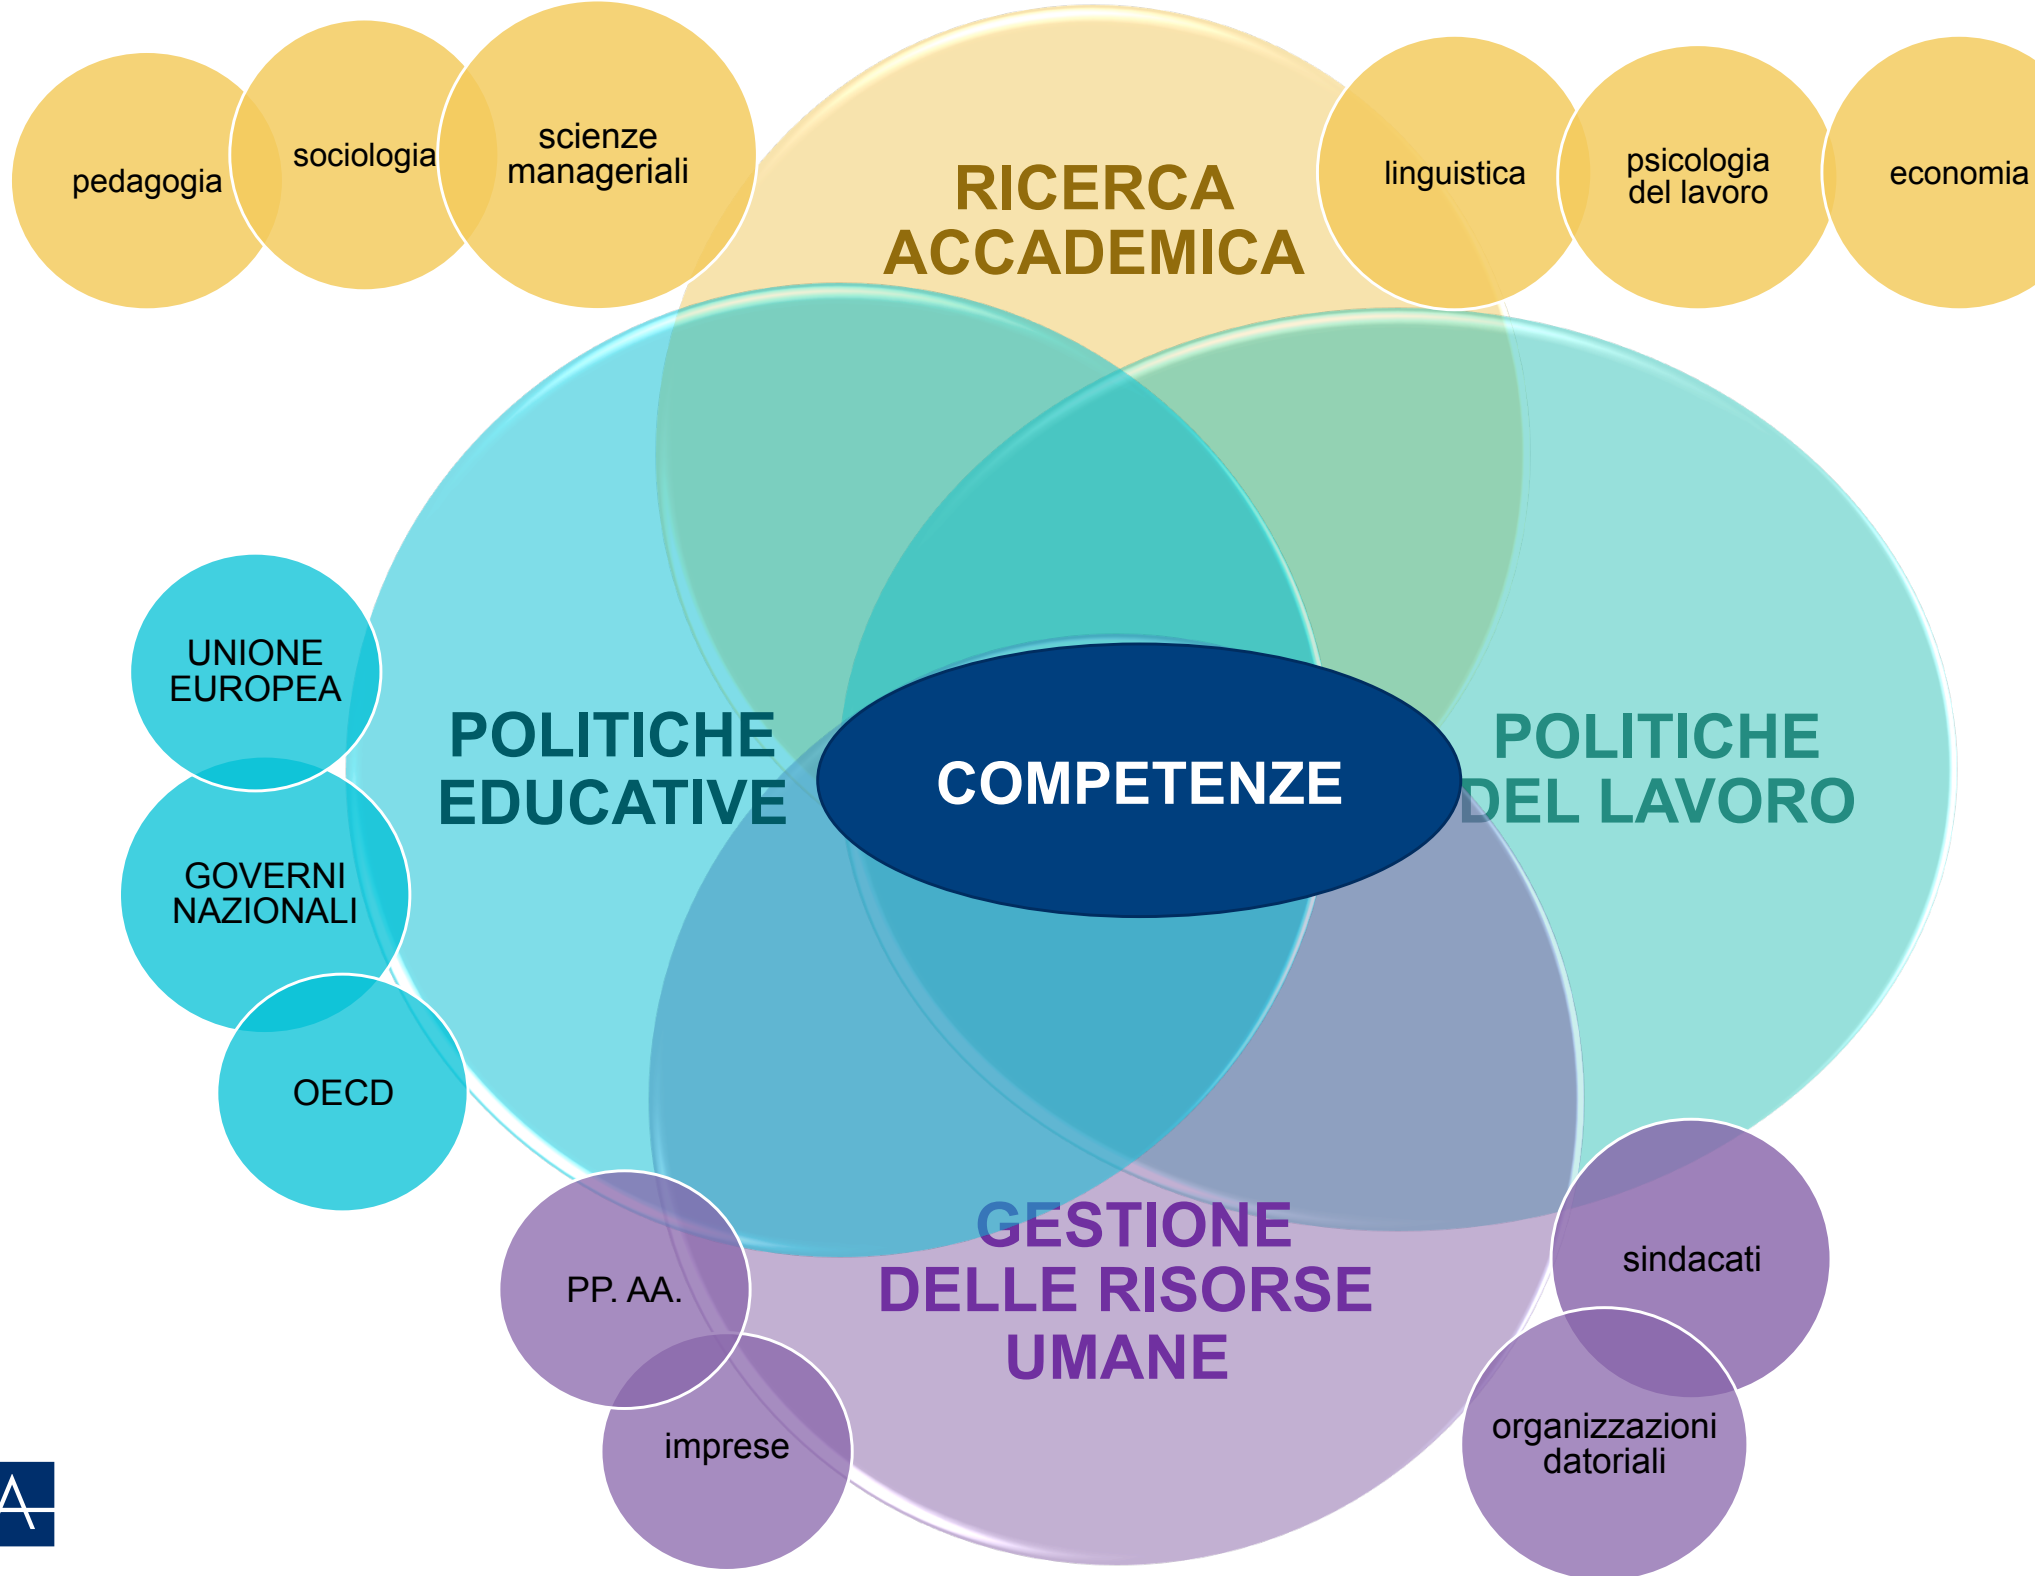 pedagogia
sociologia
scienze
manageriali
RICERCA
ACCADEMICA
linguistica
psicologia
del lavoro
economia
UNIONE
EUROPEA
GOVERNI
NAZIONALI
OECD
POLITICHE
EDUCATIVE
COMPETENZE
POLITICHE
DEL LAVORO
GESTIONE
DELLE RISORSE
UMANE
PP. AA.
imprese
sindacati
organizzazioni
datoriali
A